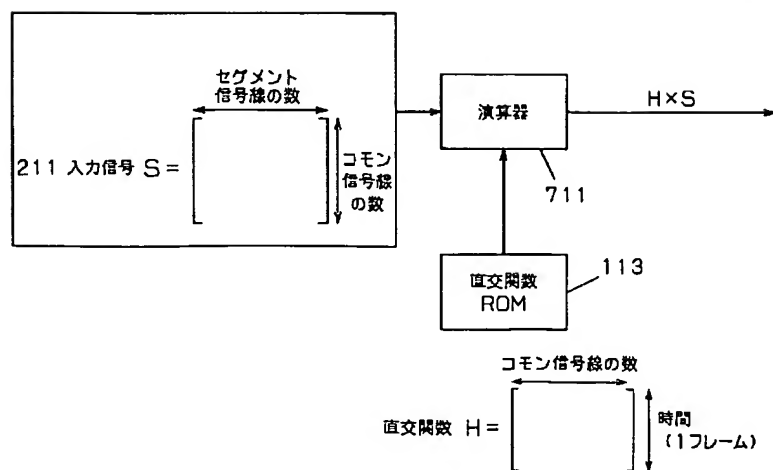 セグメント
信号線の数
211 入力信号 S=
コモン
信号線
の数
演算器
H×S
711
直交関数
ROM
113
コモン信号線の数
直交関数 H=
時間
(1フレーム)